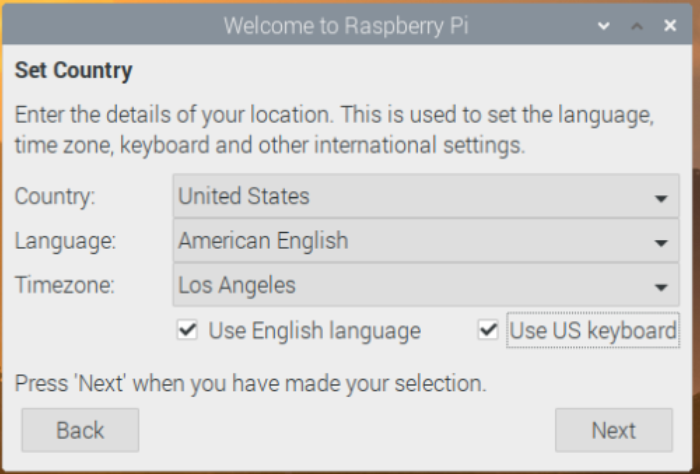 Welcome to Raspberry Pi
Set Country
Enter the details of your location. This is used to set the language,
time zone, keyboard and other international settings.
Country: United States
Language: American English
Timezone: Los Angeles
Use English language Use US keyboard
Press 'Next' when you have made your selection.
Back Next